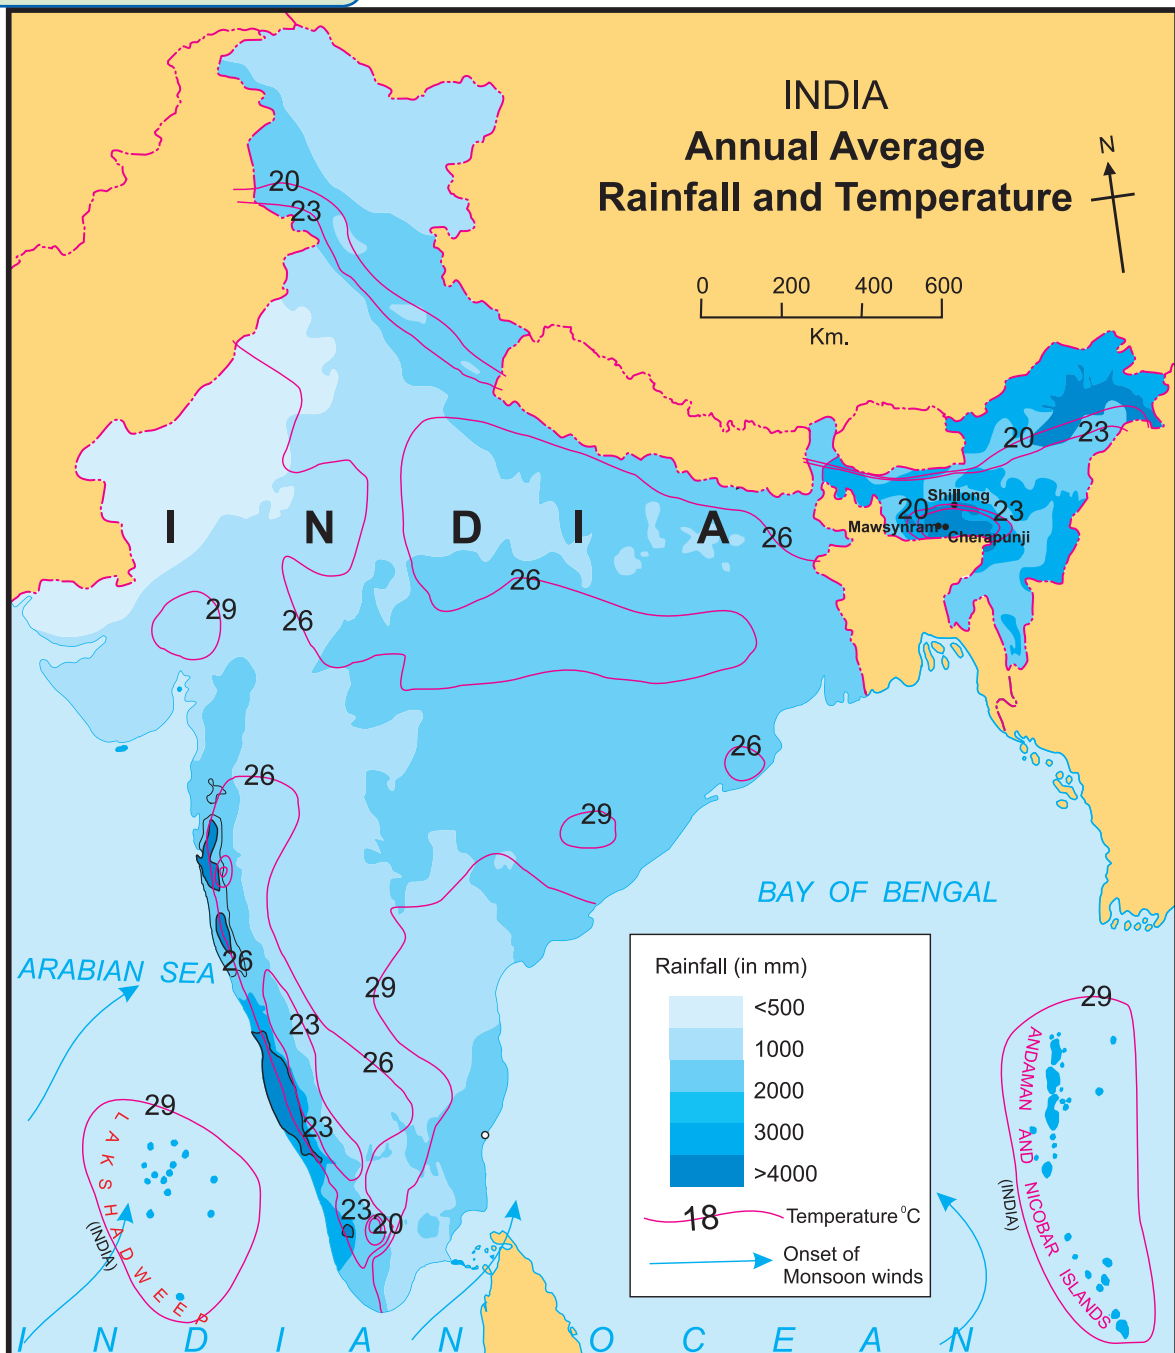 INDIA
Annual Average
Rainfall and Temperature
N
0 200 400 600
Km.
20
23
20
23
Shillong
20
23
Mawsynram
Cherapunji
I N D I A
26
26
29
26
26
26
29
BAY OF BENGAL
ARABIAN SEA
26
29
23
26
23
23
20
29
LAKSHADWEEP
(INDIA)
29
ANDAMAN AND NICOBAR ISLANDS
(INDIA)
Rainfall (in mm)
<500
1000
2000
3000
>4000
18
Temperature ⁰C
Onset of
Monsoon winds
INDIAN OCEAN